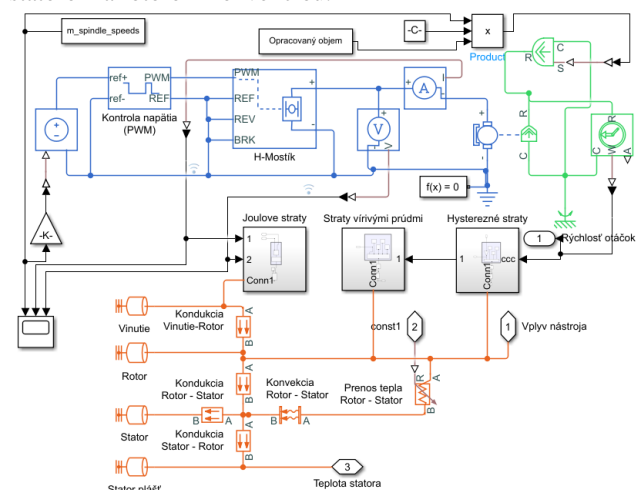 m_spindle_speeds
Opracovaný objem
-C-
x
Product
ref+
ref-
PWM
REF
Kontrola napätia
(PWM)
PWM
REF
REV
BRK
+
-
H-Mostík
A
I
V
V
+
-
f(x) = 0
R
C
S
R
C
R
C
W
A
-K-
Joulove straty
1
2
Conn1
Straty vírivými prúdmi
1
Conn1
Hysterezné straty
1
ccc
Conn1
1
Rýchlosť otáčok
Vinutie
Kondukcia
Vinutie-Rotor
A
B
const1
2
1
Vplyv nástroja
Rotor
Kondukcia
Rotor - Stator
A
B
Konvekcia
Rotor - Stator
B
A
Prenos tepla
Rotor - Stator
R
A
B
Stator
B
A
Kondukcia
Stator - Rotor
A
B
3
Teplota statora
Stator plášť